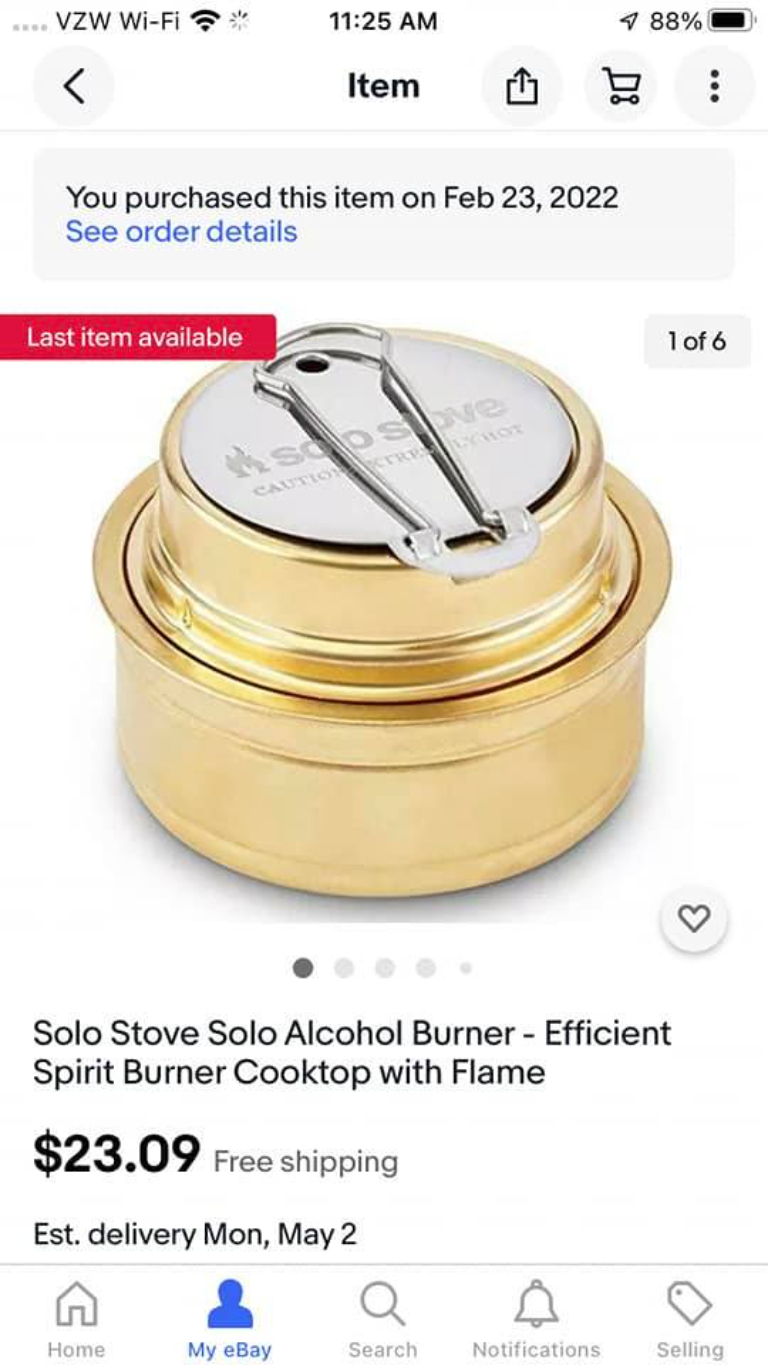 VZW Wi-Fi 11:25 AM 88%
Item
You purchased this item on Feb 23, 2022
See order details
Last item available
1 of 6
solo stove
CAUTION EXTREMELY HOT
Solo Stove Solo Alcohol Burner - Efficient
Spirit Burner Cooktop with Flame
$23.09 Free shipping
Est. delivery Mon, May 2
Home My eBay Search Notifications Selling